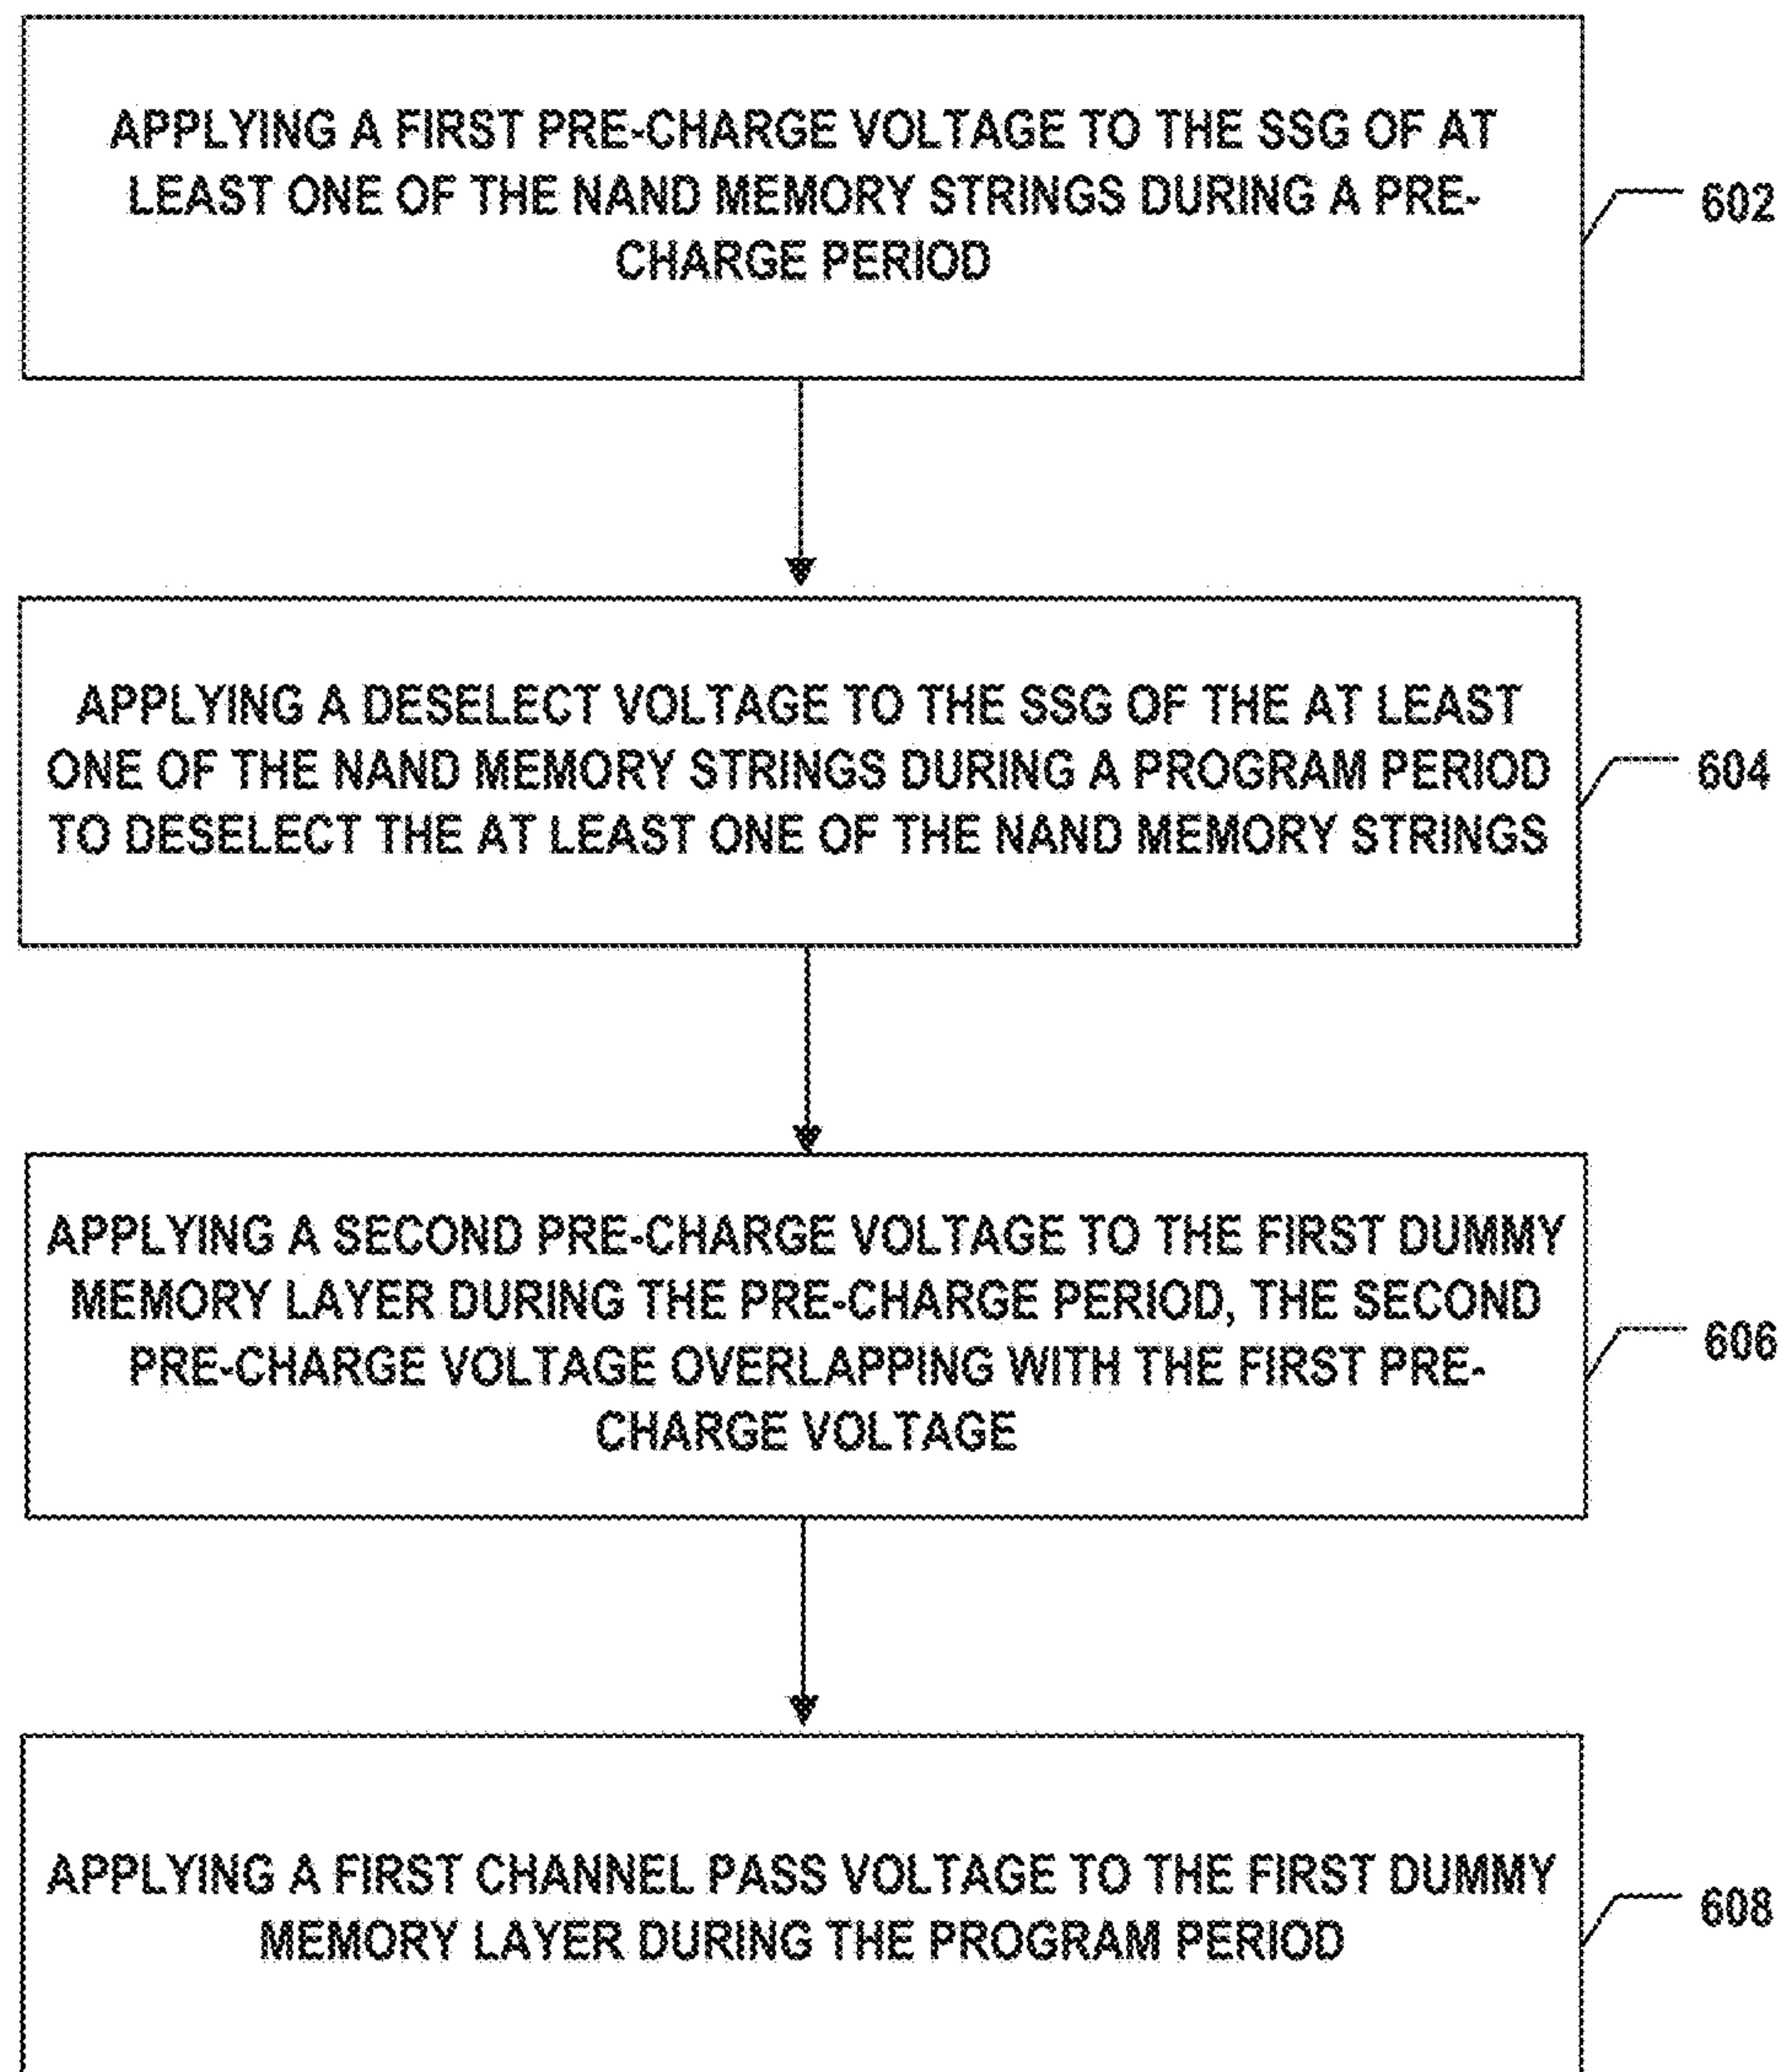 APPLYING A FIRST PRE-CHARGE VOLTAGE TO THE SSG OF AT
LEAST ONE OF THE NAND MEMORY STRINGS DURING A PRE-
CHARGE PERIOD
602
APPLYING A DESELECT VOLTAGE TO THE SSG OF THE AT LEAST
ONE OF THE NAND MEMORY STRINGS DURING A PROGRAM PERIOD
TO DESELECT THE AT LEAST ONE OF THE NAND MEMORY STRINGS
604
APPLYING A SECOND PRE-CHARGE VOLTAGE TO THE FIRST DUMMY
MEMORY LAYER DURING THE PRE-CHARGE PERIOD, THE SECOND
PRE-CHARGE VOLTAGE OVERLAPPING WITH THE FIRST PRE-
CHARGE VOLTAGE
606
APPLYING A FIRST CHANNEL PASS VOLTAGE TO THE FIRST DUMMY
MEMORY LAYER DURING THE PROGRAM PERIOD
608